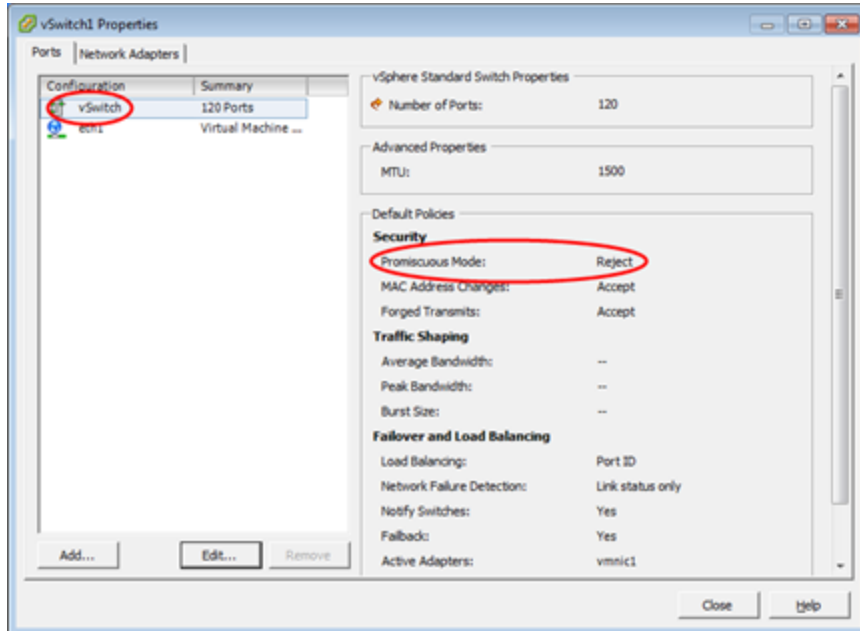 vSwitch1 Properties
Ports Network Adapters
Configuration Summary
vSwitch 120 Ports
eth1 Virtual Machine ...
vSphere Standard Switch Properties
Number of Ports: 120
Advanced Properties
MTU: 1500
Default Policies
Security
Promiscuous Mode: Reject
MAC Address Changes: Accept
Forged Transmits: Accept
Traffic Shaping
Average Bandwidth: --
Peak Bandwidth: --
Burst Size: --
Failover and Load Balancing
Load Balancing: Port ID
Network Failure Detection: Link status only
Notify Switches: Yes
Failback: Yes
Active Adapters: vmnic1
Add... Edit... Remove
Close Help